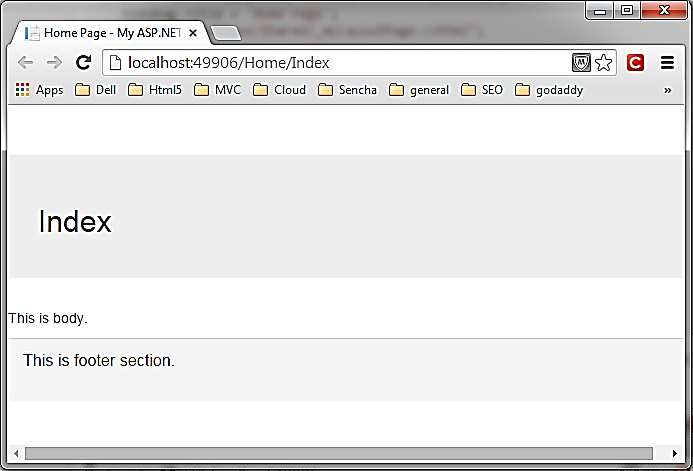 Home Page - My ASP.NET
localhost:49906/Home/Index
Apps Dell Html5 MVC Cloud Sencha general SEO godaddy »
Index
This is body.
This is footer section.